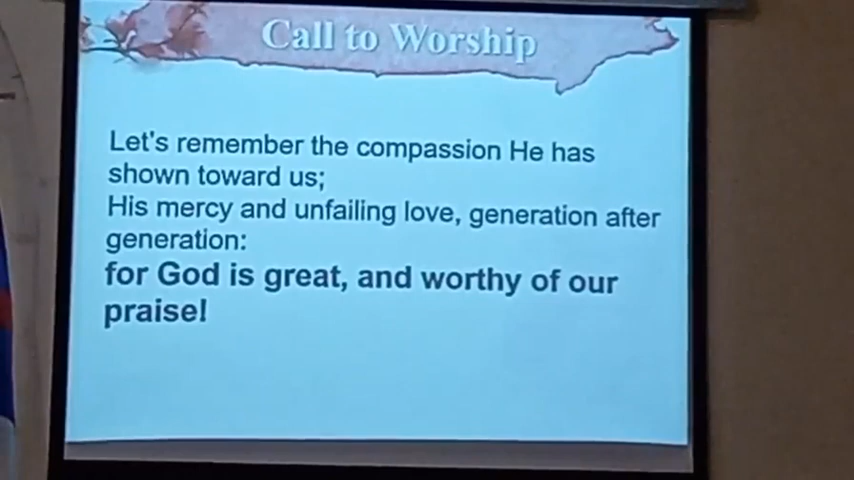 Call to Worship
Let's remember the compassion He has
shown toward us;
His mercy and unfailing love, generation after
generation:
for God is great, and worthy of our
praise!